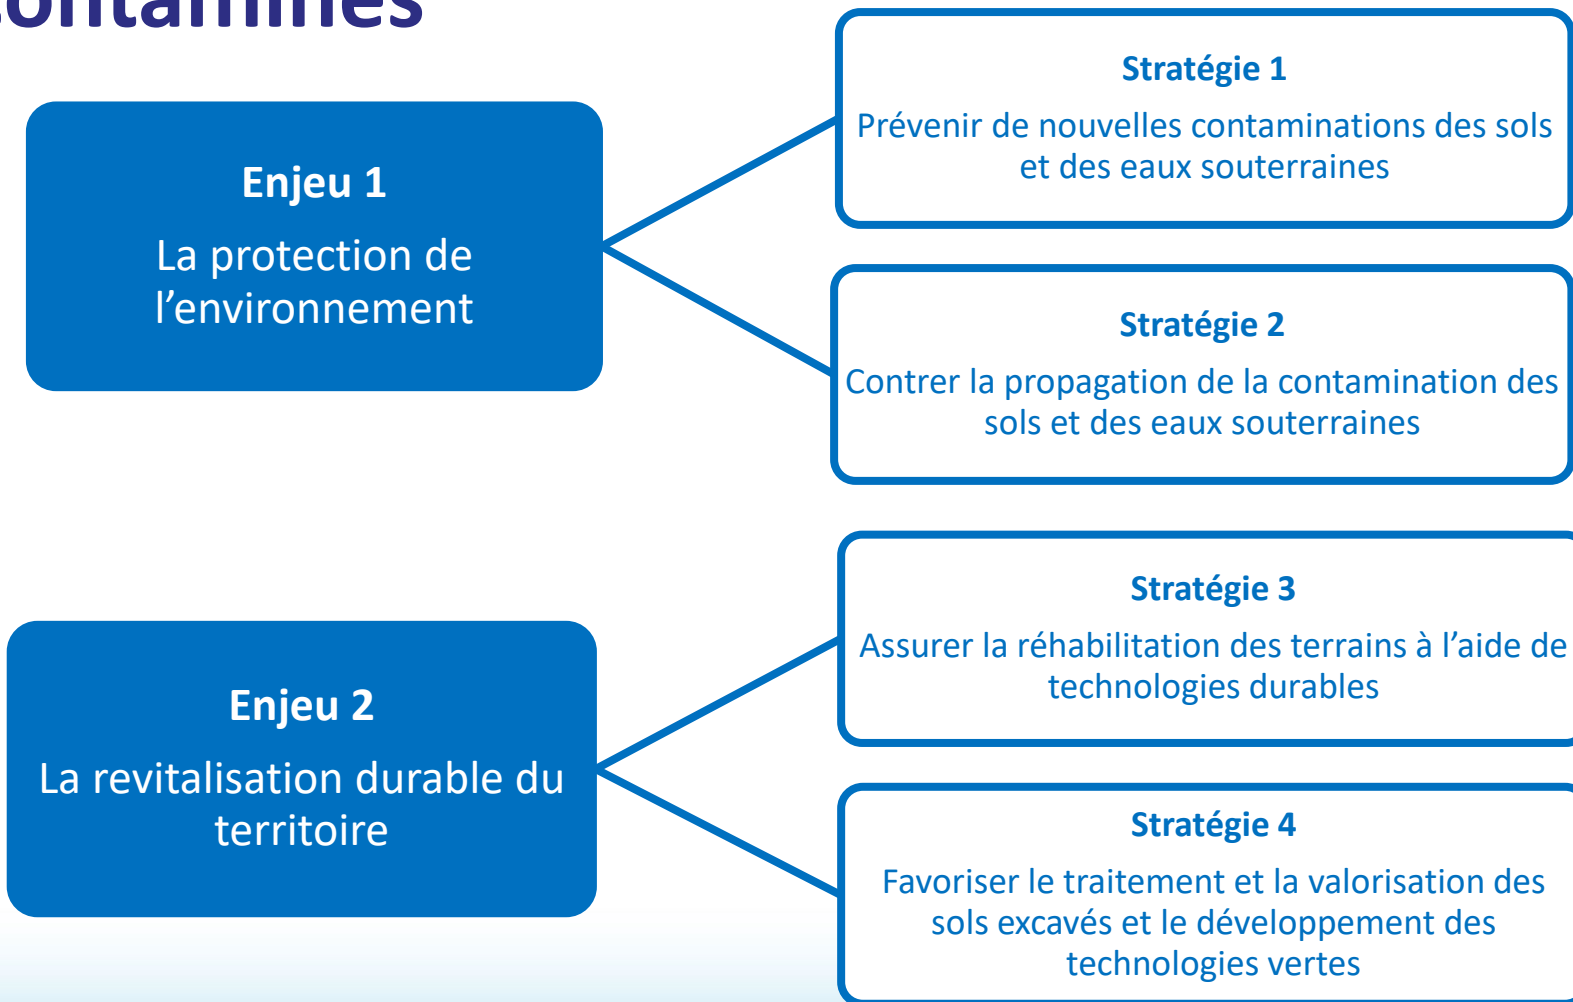 contaminés
Enjeu 1
La protection de
l’environnement
Stratégie 1
Prévenir de nouvelles contaminations des sols
et des eaux souterraines
Stratégie 2
Contrer la propagation de la contamination des
sols et des eaux souterraines
Enjeu 2
La revitalisation durable du
territoire
Stratégie 3
Assurer la réhabilitation des terrains à l’aide de
technologies durables
Stratégie 4
Favoriser le traitement et la valorisation des
sols excavés et le développement des
technologies vertes